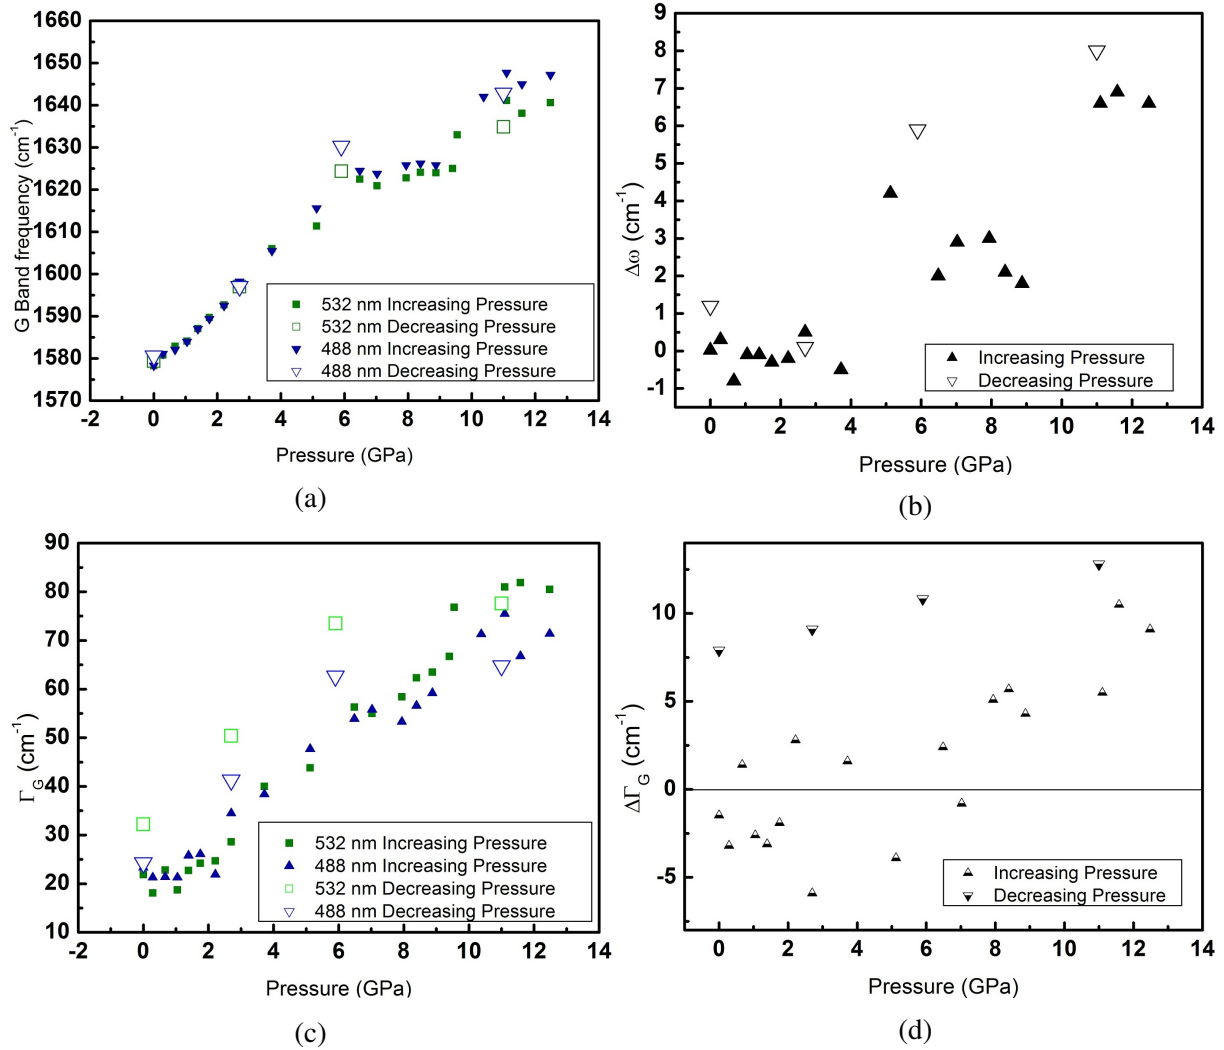 1660
1650
1640
1630
1620
1610
1600
1590
1580
1570
G Band frequency (cm-1)
532 nm Increasing Pressure
532 nm Decreasing Pressure
488 nm Increasing Pressure
488 nm Decreasing Pressure
-2 0 2 4 6 8 10 12 14
Pressure (GPa)
(a)
9
8
7
6
5
4
3
2
1
0
-1
Δω (cm-1)
Increasing Pressure
Decreasing Pressure
0 2 4 6 8 10 12 14
Pressure (GPa)
(b)
90
80
70
60
50
40
30
20
10
ΓG (cm-1)
532 nm Increasing Pressure
488 nm Increasing Pressure
532 nm Decreasing Pressure
488 nm Decreasing Pressure
0 2 4 6 8 10 12 14
Pressure (GPa)
(c)
10
5
0
-5
ΔΓG (cm-1)
Increasing Pressure
Decreasing Pressure
0 2 4 6 8 10 12 14
Pressure (GPa)
(d)